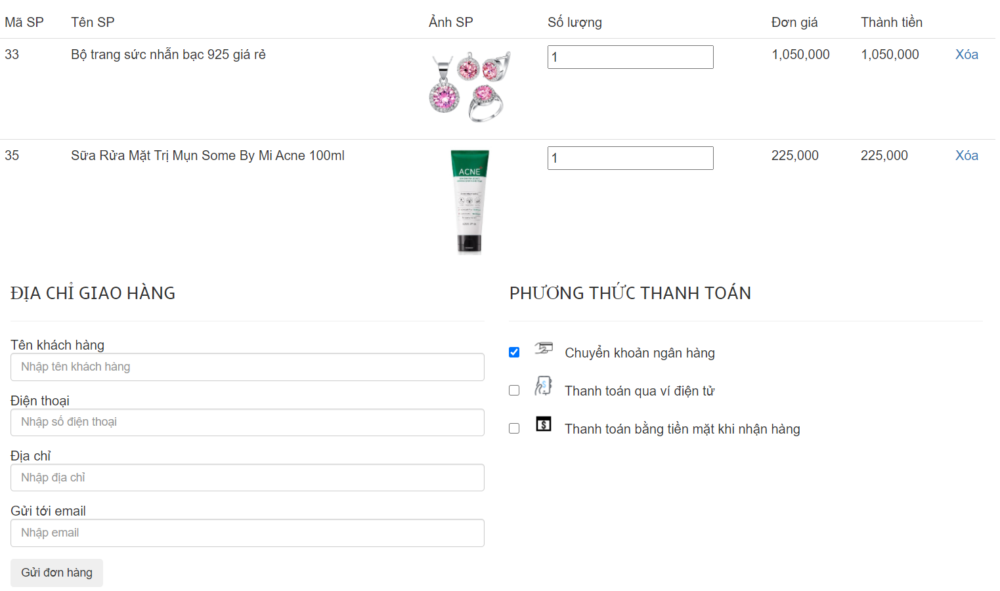 Mã SP Tên SP Ảnh SP Số lượng Đơn giá Thành tiền
33 Bộ trang sức nhẫn bạc 925 giá rẻ 1 1,050,000 1,050,000 Xóa
35 Sữa Rửa Mặt Trị Mụn Some By Mi Acne 100ml 1 225,000 225,000 Xóa
ACNE
ĐỊA CHỈ GIAO HÀNG
Tên khách hàng
Nhập tên khách hàng
Điện thoại
Nhập số điện thoại
Địa chỉ
Nhập địa chỉ
Gửi tới email
Nhập email
Gửi đơn hàng
PHƯƠNG THỨC THANH TOÁN
Chuyển khoản ngân hàng
Thanh toán qua ví điện tử
Thanh toán bằng tiền mặt khi nhận hàng